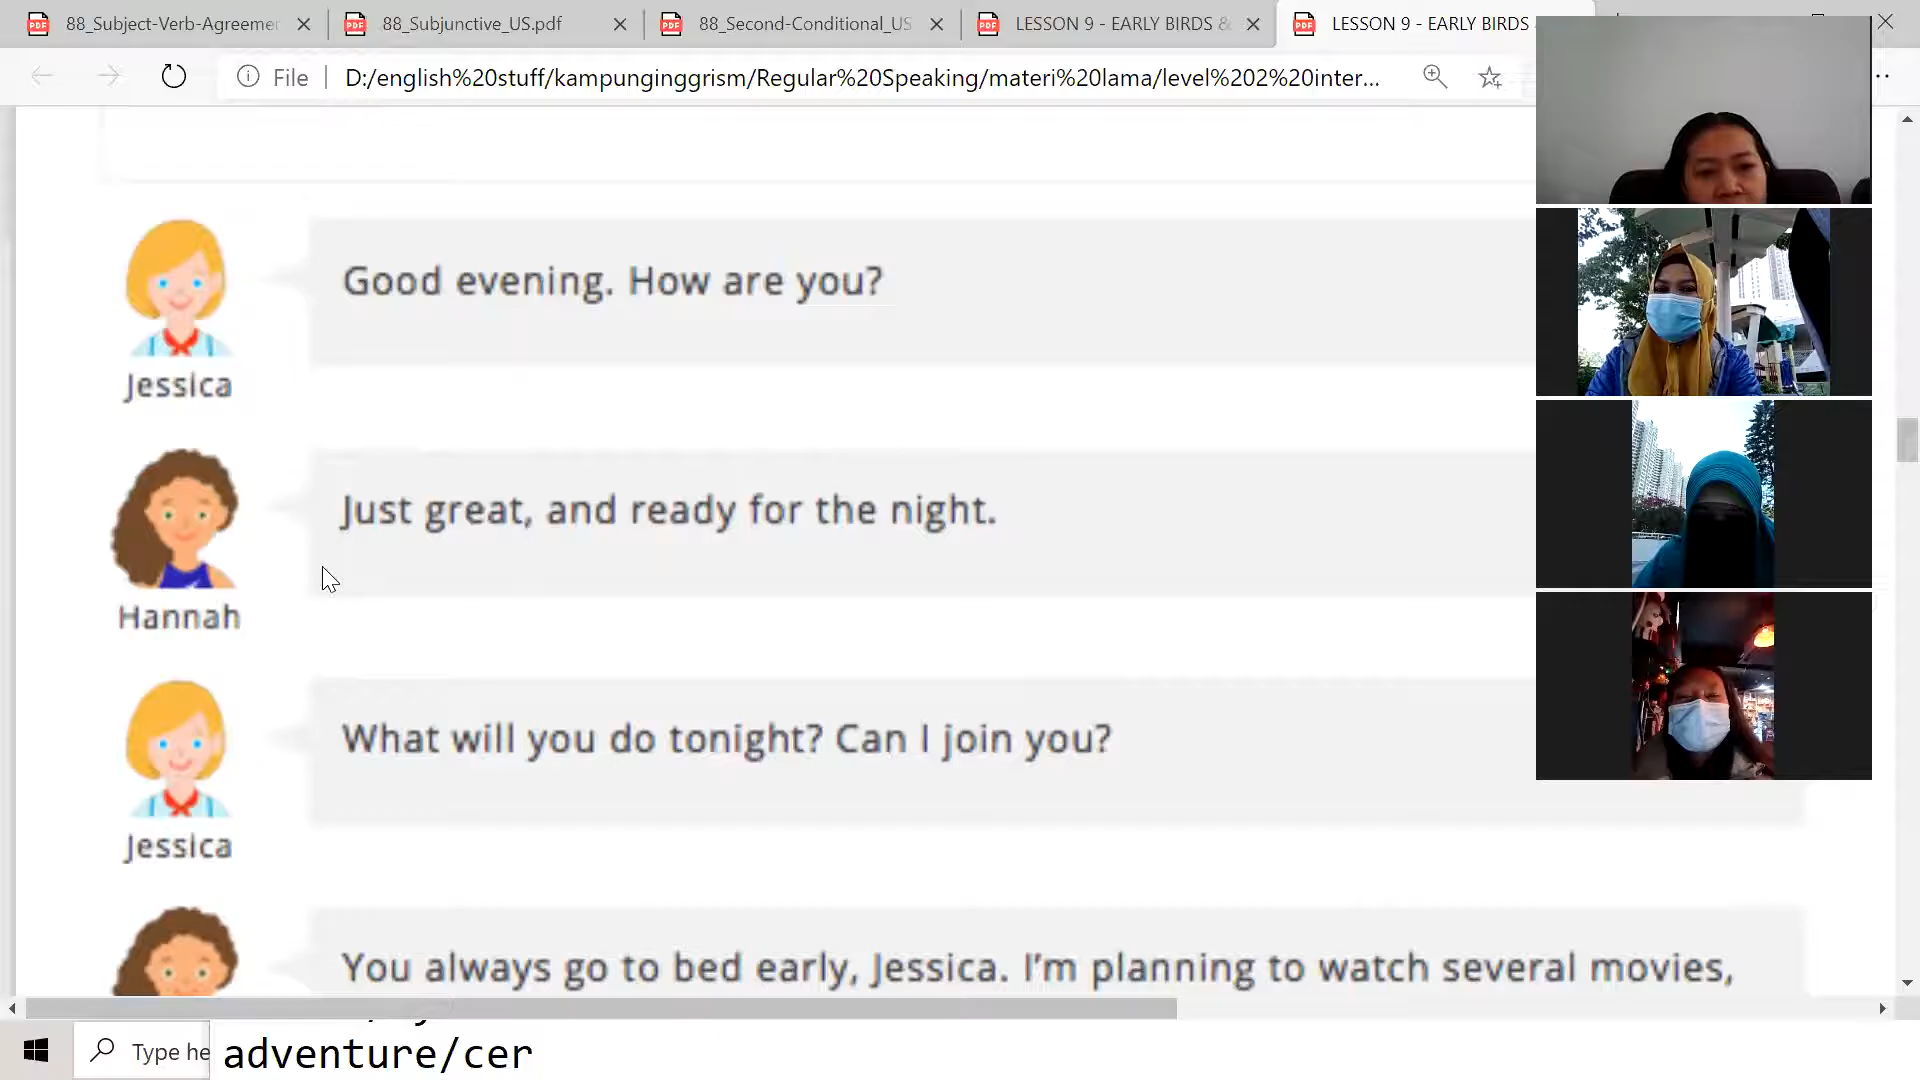 88_Subject-Verb-Agreemen
88_Subjunctive_US.pdf
88_Second-Conditional_US
LESSON 9 - EARLY BIRDS &
LESSON 9 - EARLY BIRDS
File
D:/english%20stuff/kampunginggrism/Regular%20Speaking/materi%20lama/level%202%20inter...
Good evening. How are you?
Jessica
Just great, and ready for the night.
Hannah
What will you do tonight? Can I join you?
Jessica
You always go to bed early, Jessica. I'm planning to watch several movies,
Type he
adventure/cer